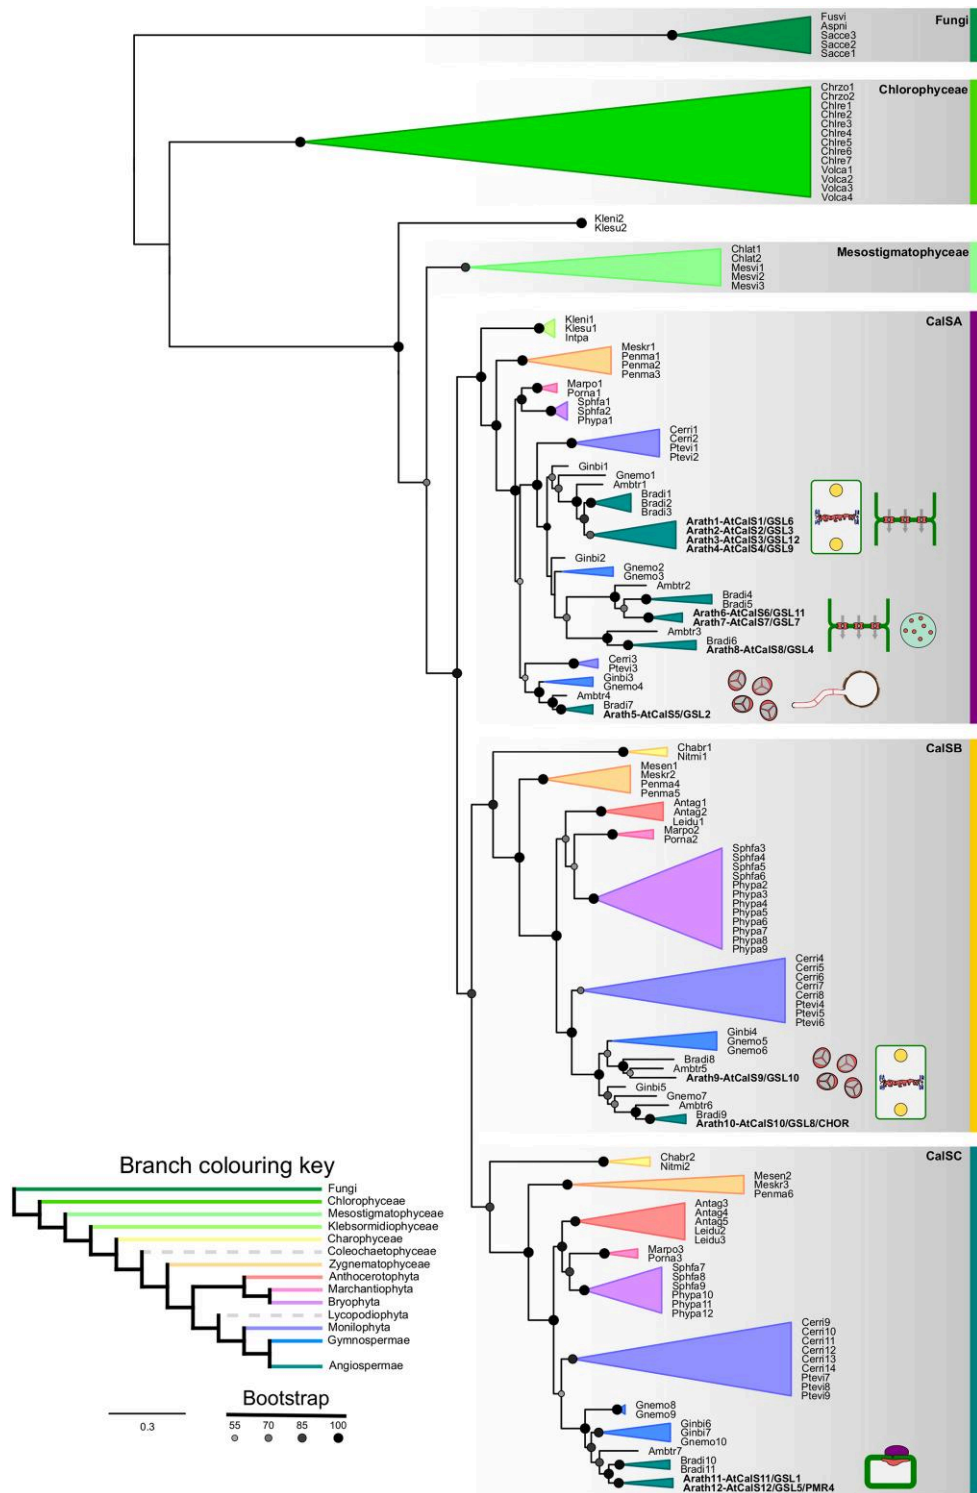 Fusvi
Aspni
Sacce3
Sacce2
Sacce1
Fungi
Chlorophyceae
Chrzo1
Chrzo2
Chlre1
Chlre2
Chlre3
Chlre4
Chlre5
Chlre6
Chlre7
Volca1
Volca2
Volca3
Volca4
Kleni2
Klesu2
Mesostigmatophyceae
Chlat1
Chlat2
Mesvi1
Mesvi2
Mesvi3
CalSA
Kleni1
Klesu1
Intpa
Meskr1
Penma1
Penma2
Penma3
Marpo1
Porna1
Sphfa1
Sphfa2
Phypa1
Cerri1
Cerri2
Ptevi1
Ptevi2
Ginbi1
Gnemo1
Ambtr1
Bradi1
Bradi2
Bradi3
Arath1-AtCalS1/GSL6
Arath2-AtCalS2/GSL3
Arath3-AtCalS3/GSL12
Arath4-AtCalS4/GSL9
Ginbi2
Gnemo2
Gnemo3
Ambtr2
Bradi4
Bradi5
Arath6-AtCalS6/GSL11
Arath7-AtCalS7/GSL7
Ambtr3
Bradi6
Arath8-AtCalS8/GSL4
Cerri3
Ptevi3
Ginbi3
Gnemo4
Ambtr4
Bradi7
Arath5-AtCalS5/GSL2
CalSB
Chabr1
Nitmi1
Mesen1
Meskr2
Penma4
Penma5
Antag1
Antag2
Leidu1
Marpo2
Porna2
Sphfa3
Sphfa4
Sphfa5
Sphfa6
Phypa2
Phypa3
Phypa4
Phypa5
Phypa6
Phypa7
Phypa8
Phypa9
Cerri4
Cerri5
Cerri6
Cerri7
Cerri8
Ptevi4
Ptevi5
Ptevi6
Ginbi4
Gnemo5
Gnemo6
Bradi8
Ambtr5
Arath9-AtCalS9/GSL10
Ginbi5
Gnemo7
Ambtr6
Bradi9
Arath10-AtCalS10/GSL8/CHOR
CalSC
Chabr2
Nitmi2
Mesen2
Meskr3
Penma6
Antag3
Antag4
Antag5
Leidu2
Leidu3
Marpo3
Porna3
Sphfa7
Sphfa8
Sphfa9
Phypa10
Phypa11
Phypa12
Cerri9
Cerri10
Cerri11
Cerri12
Cerri13
Cerri14
Ptevi7
Ptevi8
Ptevi9
Gnemo8
Gnemo9
Ginbi6
Ginbi7
Gnemo10
Ambtr7
Bradi10
Bradi11
Arath11-AtCalS11/GSL1
Arath12-AtCalS12/GSL5/PMR4
Branch colouring key
Fungi
Chlorophyceae
Mesostigmatophyceae
Klebsormidiophyceae
Charophyceae
Coleochaetophyceae
Zygnematophyceae
Anthocerotophyta
Marchantiophyta
Bryophyta
Lycopodiophyta
Monilophyta
Gymnospermae
Angiospermae
0.3
Bootstrap
55 70 85 100